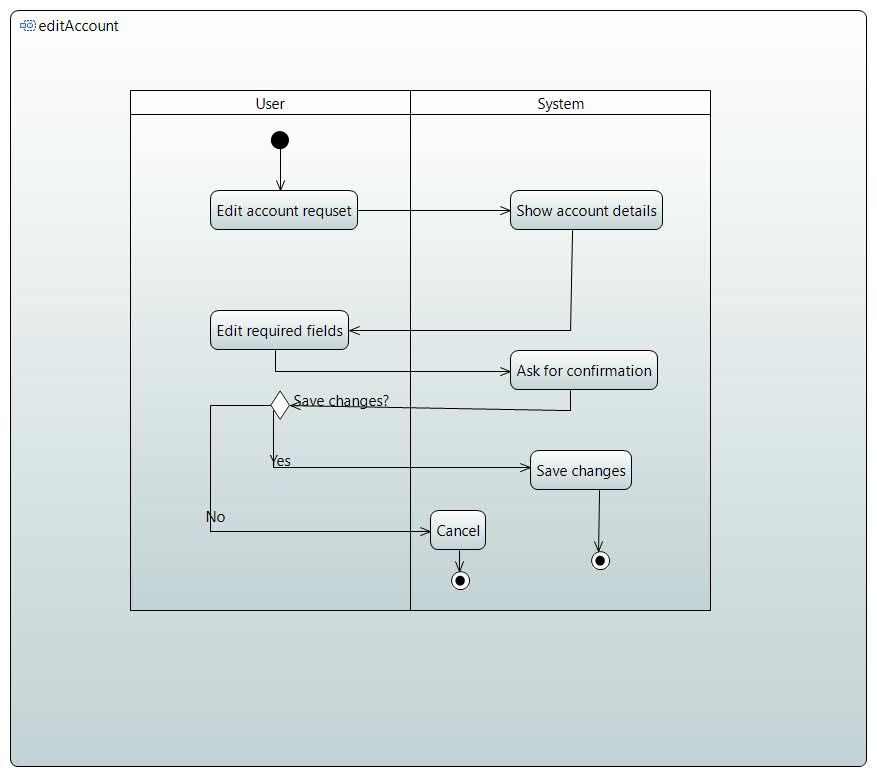 editAccount
User
System
Edit account requset
Show account details
Edit required fields
Ask for confirmation
Save changes?
Yes
Save changes
No
Cancel